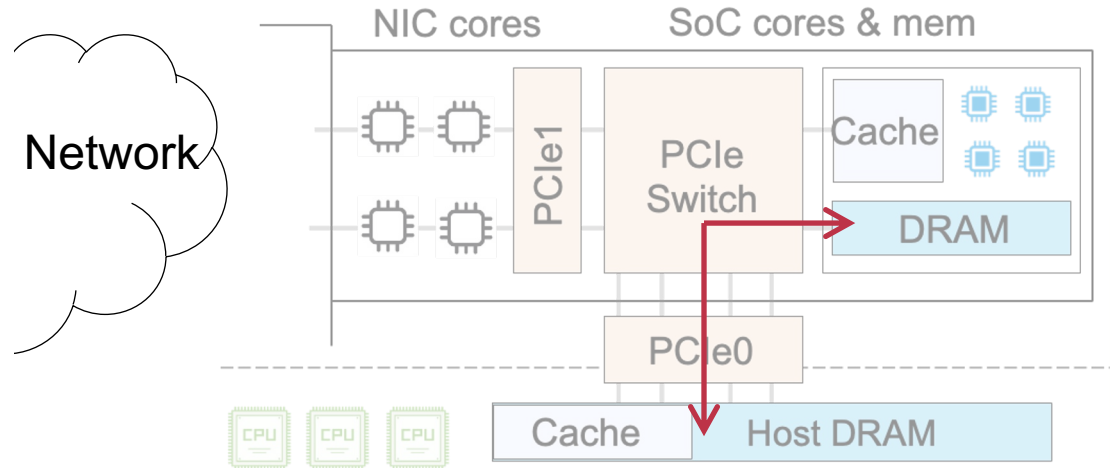 NIC cores
SoC cores & mem
Network
PCIe1
PCIe
Switch
Cache
DRAM
PCIe0
CPU
CPU
CPU
Cache
Host DRAM